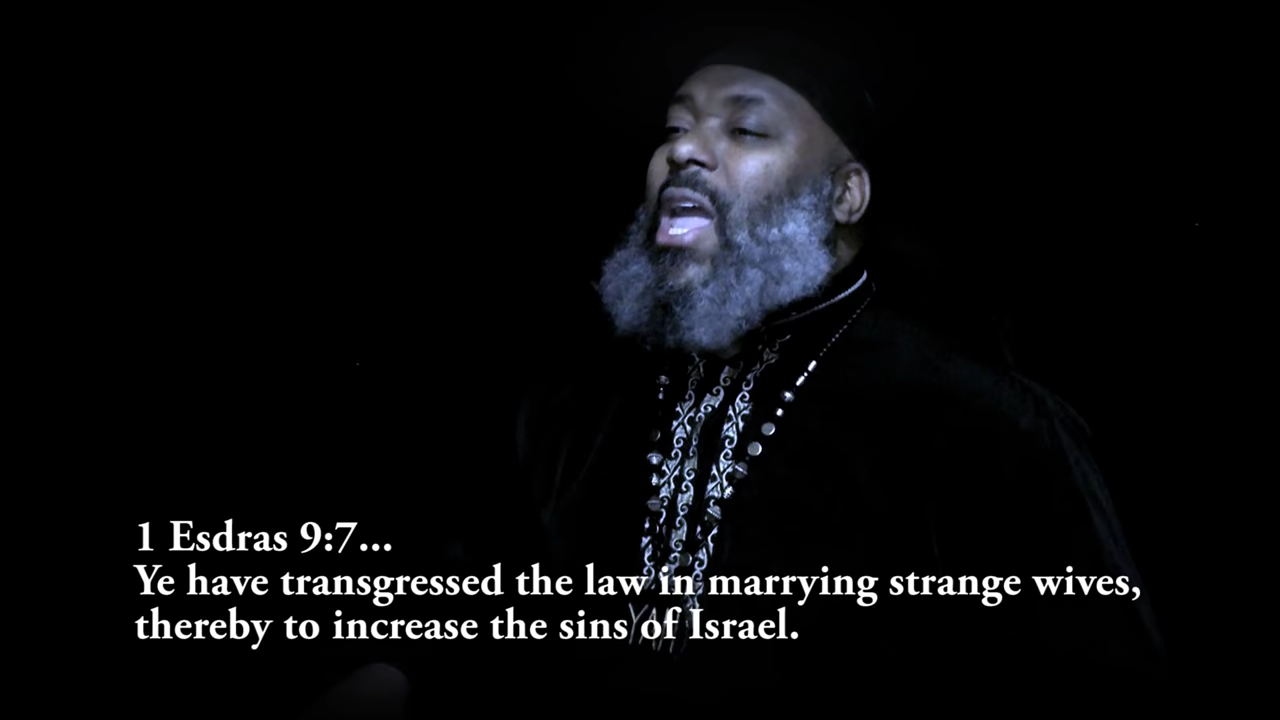 1 Esdras 9:7...
Ye have transgressed the law in marrying strange wives,
thereby to increase the sins of Israel.